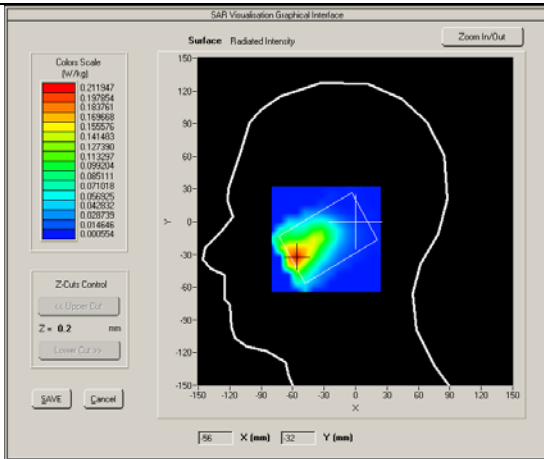 SAR Visualisation Graphical Interface
Surface Radiated Intensity
Zoom In/Out
Colors Scale
(W/kg)
0.211947
0.197854
0.183761
0.169668
0.155576
0.141483
0.127390
0.113297
0.099204
0.085111
0.071018
0.056925
0.042832
0.028739
0.014646
0.000554
Z-Cuts Control
<< Upper Cut
Z = 0.2 mm
Lower Cut >>
SAVE Cancel
150
120
90
60
30
0
-30
-60
-90
-120
-150
Y
-150 -120 -90 -60 -30 0 30 60 90 120 150
X
-56 X (mm) -32 Y (mm)